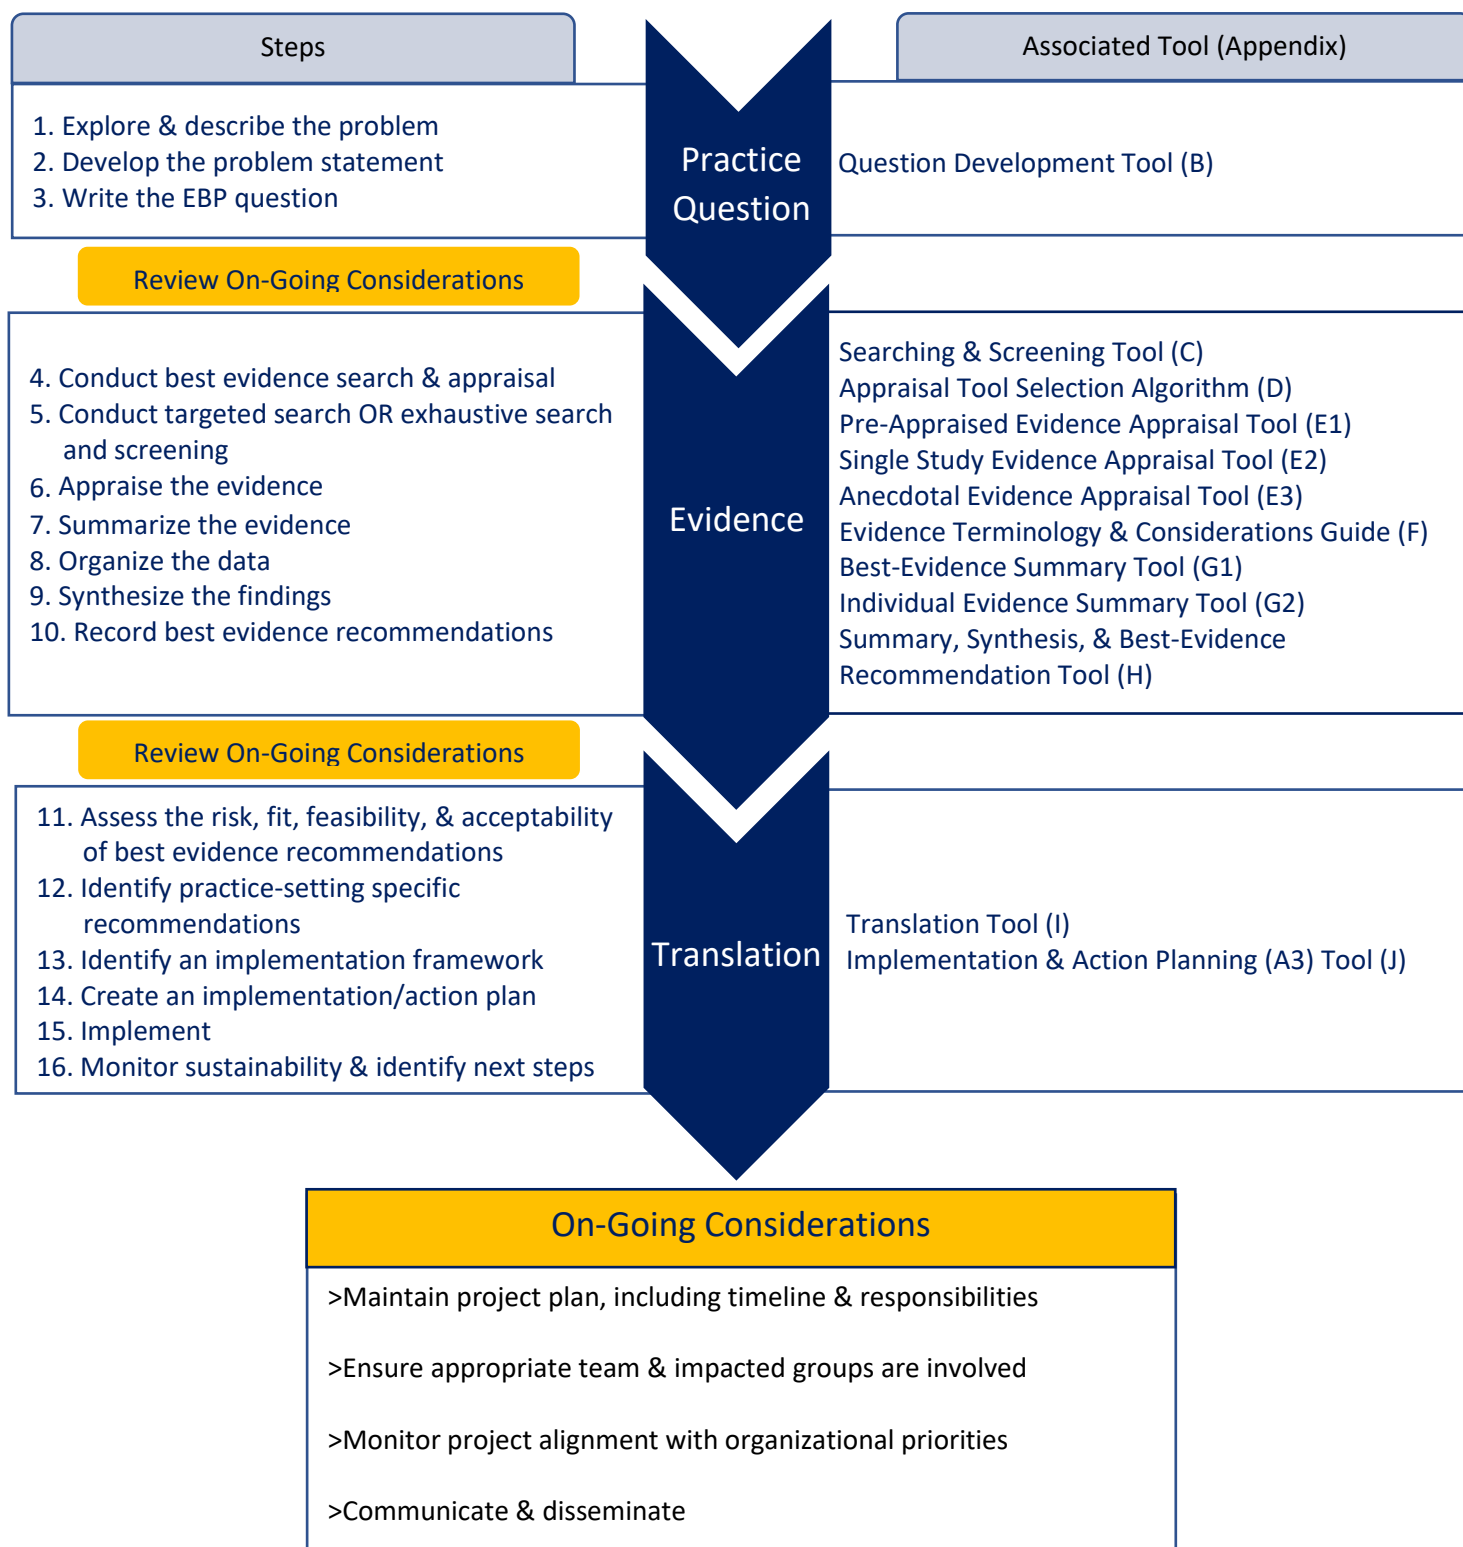 Steps
Associated Tool (Appendix)
1. Explore & describe the problem
2. Develop the problem statement
3. Write the EBP question
Practice
Question
Question Development Tool (B)
Review On-Going Considerations
4. Conduct best evidence search & appraisal
5. Conduct targeted search OR exhaustive search
and screening
6. Appraise the evidence
7. Summarize the evidence
8. Organize the data
9. Synthesize the findings
10. Record best evidence recommendations
Evidence
Searching & Screening Tool (C)
Appraisal Tool Selection Algorithm (D)
Pre-Appraised Evidence Appraisal Tool (E1)
Single Study Evidence Appraisal Tool (E2)
Anecdotal Evidence Appraisal Tool (E3)
Evidence Terminology & Considerations Guide (F)
Best-Evidence Summary Tool (G1)
Individual Evidence Summary Tool (G2)
Summary, Synthesis, & Best-Evidence
Recommendation Tool (H)
Review On-Going Considerations
11. Assess the risk, fit, feasibility, & acceptability
of best evidence recommendations
12. Identify practice-setting specific
recommendations
13. Identify an implementation framework
14. Create an implementation/action plan
15. Implement
16. Monitor sustainability & identify next steps
Translation
Translation Tool (I)
Implementation & Action Planning (A3) Tool (J)
On-Going Considerations
>Maintain project plan, including timeline & responsibilities
>Ensure appropriate team & impacted groups are involved
>Monitor project alignment with organizational priorities
>Communicate & disseminate